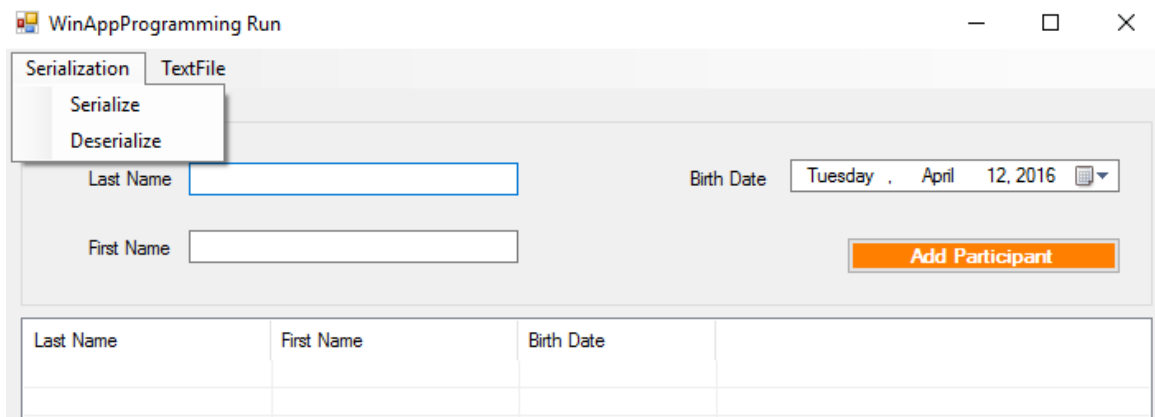 WinAppProgramming Run
Serialization TextFile
Serialize
Deserialize
Last Name Birth Date Tuesday , April 12, 2016
First Name Add Participant
Last Name First Name Birth Date